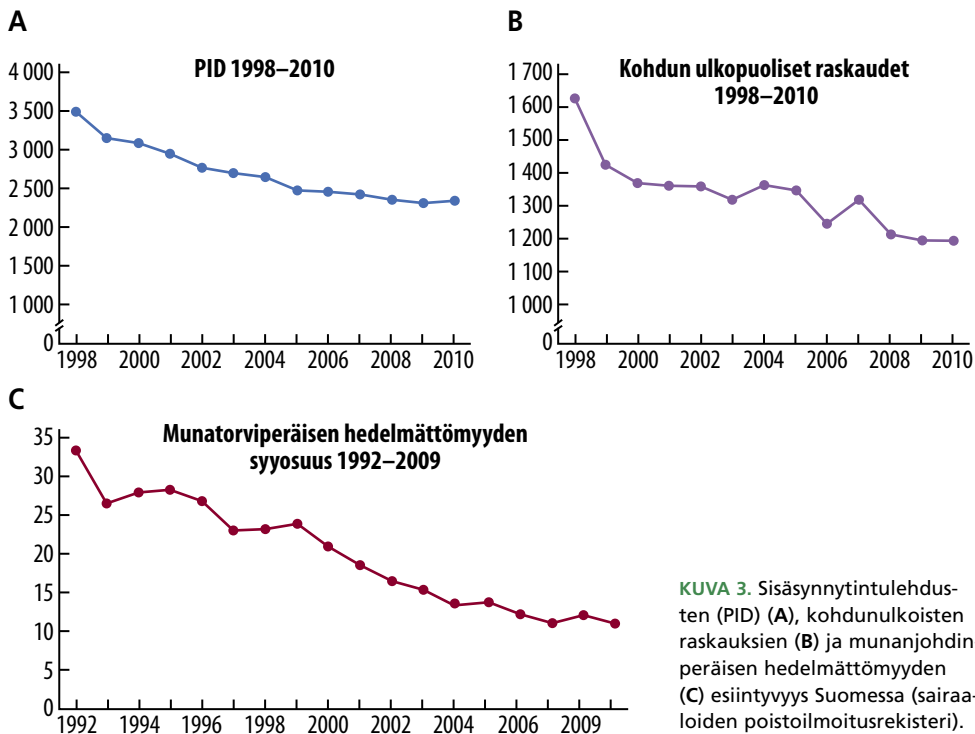 A
PID 1998–2010
4 000
3 500
3 000
2 500
2 000
1 500
1 000
0
1998 2000 2002 2004 2006 2008 2010
B
Kohdun ulkopuoliset raskaudet
1998–2010
1 700
1 600
1 500
1 400
1 300
1 200
1 100
1 000
0
1998 2000 2002 2004 2006 2008 2010
C
Munatorviperäisen hedelmättömyyden
syyosuus 1992–2009
35
30
25
20
15
10
5
0
1992 1994 1996 1998 2000 2002 2004 2006 2009
KUVA 3. Sisäsynnytintulehdus-
ten (PID) (A), kohdunulkoisten
raskauksien (B) ja munanjohdin
peräisen hedelmättömyyden
(C) esiintyvyys Suomessa (sairaa-
loiden poistoilmoitusrekisteri).